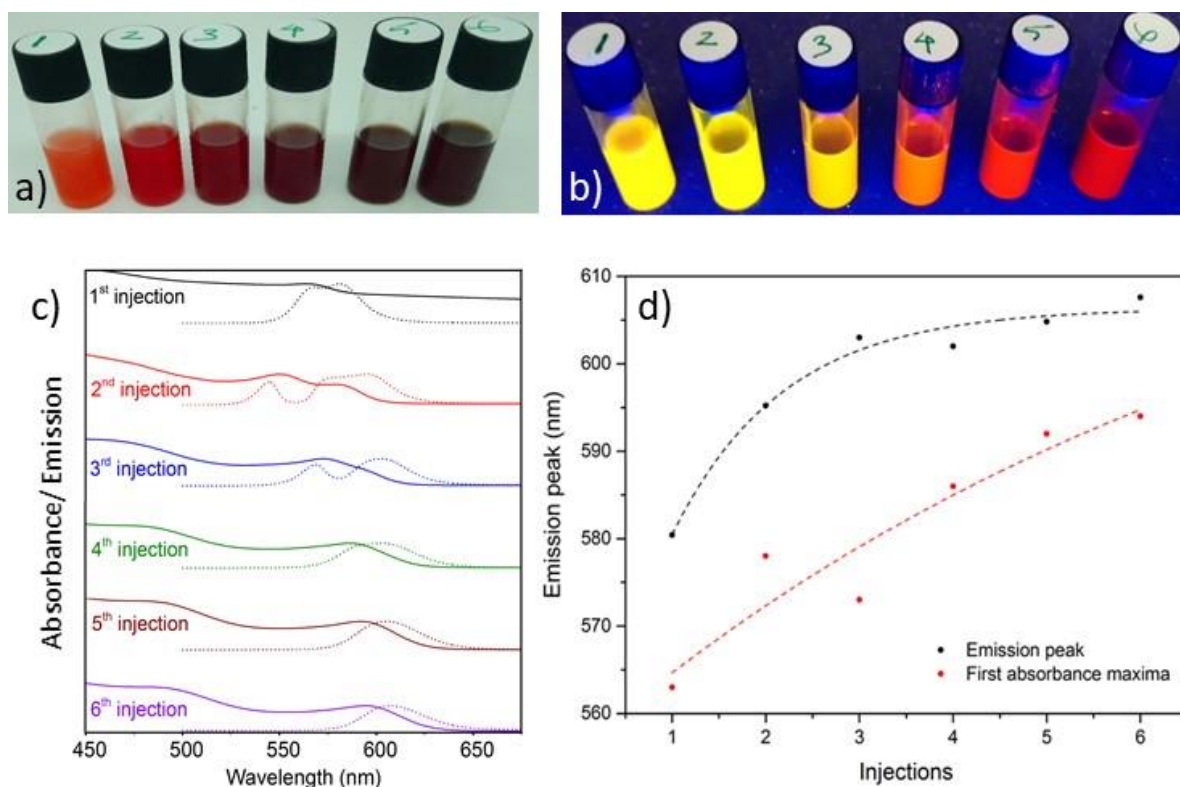 1 2 3 4 5 6
a)
1 2 3 4 5 6
b)
c)
1st injection
2nd injection
3rd injection
4th injection
5th injection
6th injection
Absorbance/ Emission
450 500 550 600 650
Wavelength (nm)
d)
610
600
590
580
570
560
Emission peak (nm)
Emission peak
First absorbance maxima
1 2 3 4 5 6
Injections